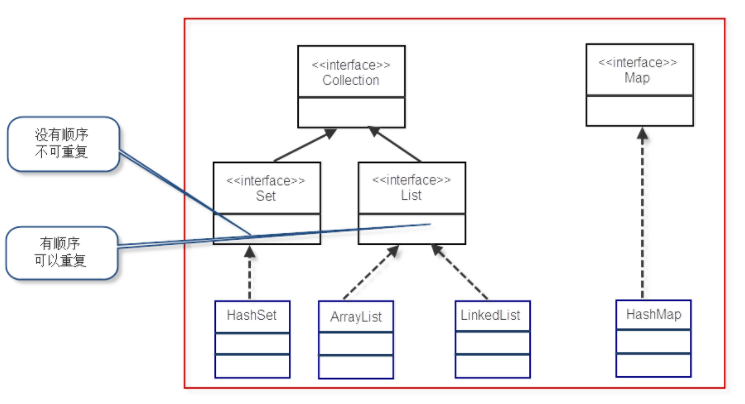 <<interface>>
Collection
<<interface>>
Map
没有顺序
不可重复
<<interface>>
Set
<<interface>>
List
有顺序
可以重复
HashSet
ArrayList
LinkedList
HashMap